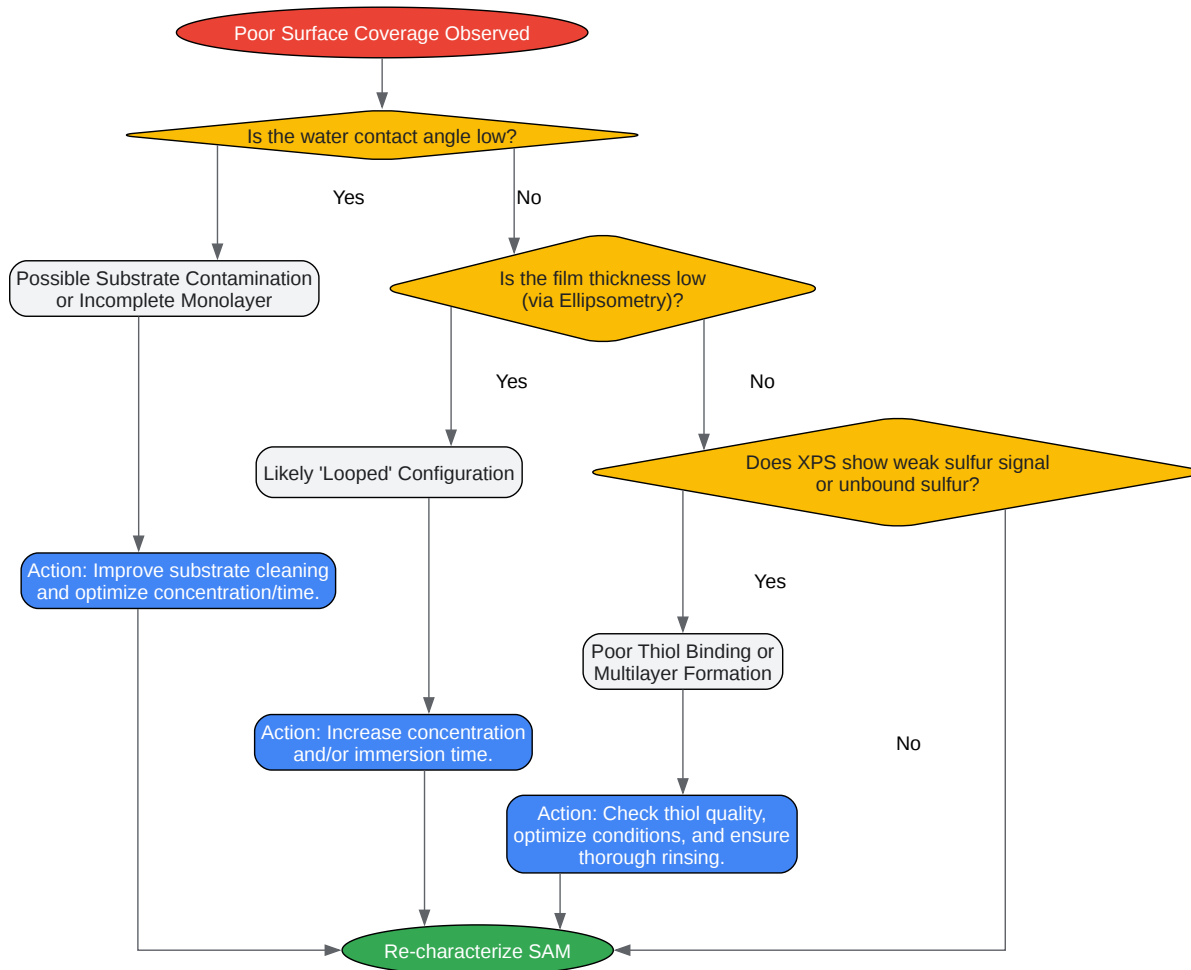 Poor Surface Coverage Observed
Is the water contact angle low?
Yes
No
Possible Substrate Contamination
or Incomplete Monolayer
Is the film thickness low
(via Ellipsometry)?
Yes
No
Likely 'Looped' Configuration
Does XPS show weak sulfur signal
or unbound sulfur?
Action: Improve substrate cleaning
and optimize concentration/time.
Yes
Poor Thiol Binding or
Multilayer Formation
Action: Increase concentration
and/or immersion time.
No
Action: Check thiol quality,
optimize conditions, and ensure
thorough rinsing.
Re-characterize SAM